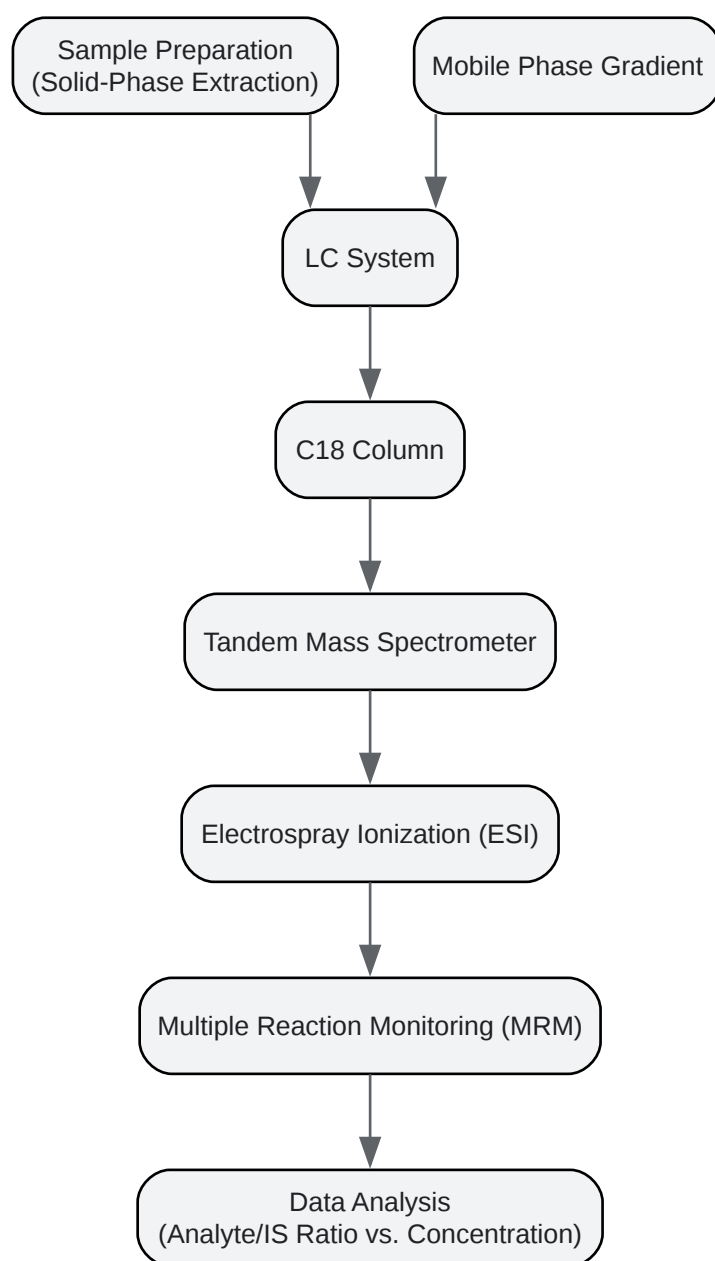 Sample Preparation
(Solid-Phase Extraction)
Mobile Phase Gradient
LC System
C18 Column
Tandem Mass Spectrometer
Electrospray Ionization (ESI)
Multiple Reaction Monitoring (MRM)
Data Analysis
(Analyte/IS Ratio vs. Concentration)